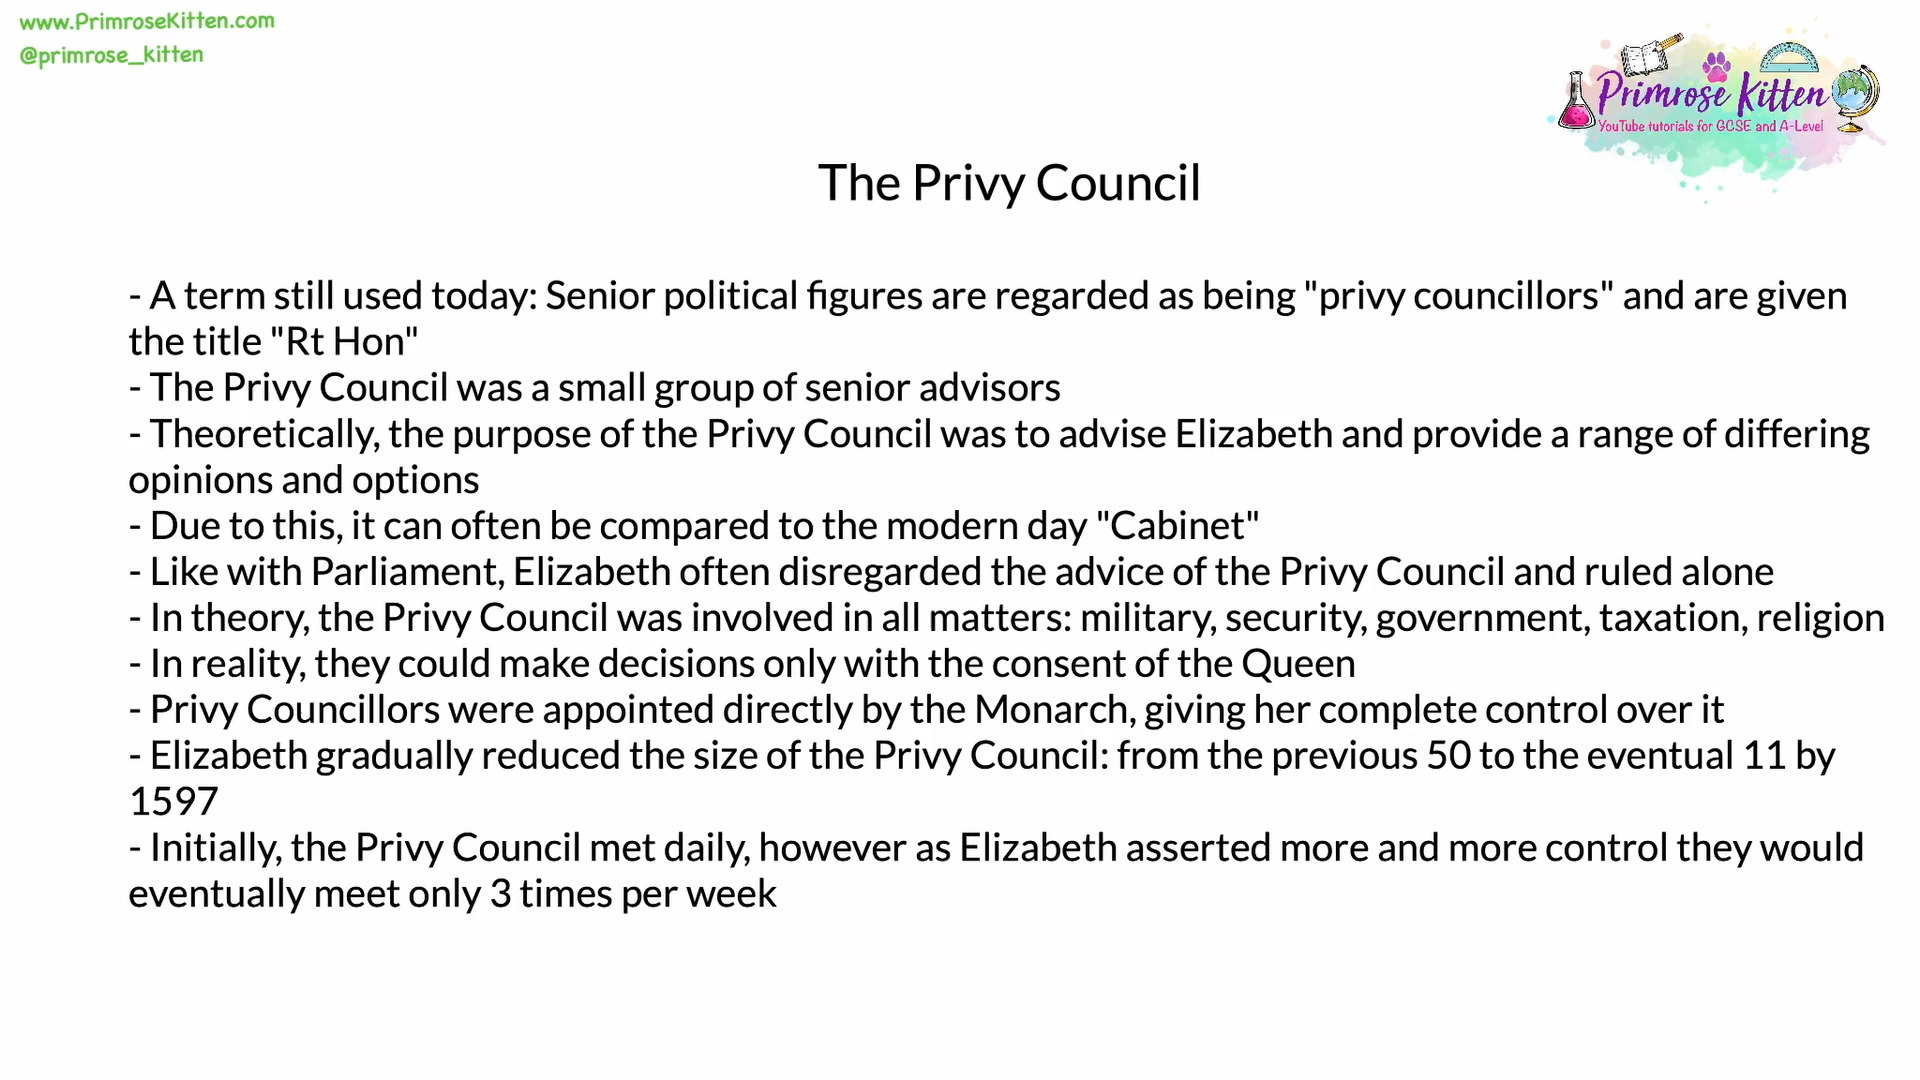 www.PrimroseKitten.com
@primrose_kitten
Primrose Kitten
YouTube tutorials for GCSE and A-Level
The Privy Council
- A term still used today: Senior political figures are regarded as being "privy councillors" and are given
the title "Rt Hon"
- The Privy Council was a small group of senior advisors
- Theoretically, the purpose of the Privy Council was to advise Elizabeth and provide a range of differing
opinions and options
- Due to this, it can often be compared to the modern day "Cabinet"
- Like with Parliament, Elizabeth often disregarded the advice of the Privy Council and ruled alone
- In theory, the Privy Council was involved in all matters: military, security, government, taxation, religion
- In reality, they could make decisions only with the consent of the Queen
- Privy Councillors were appointed directly by the Monarch, giving her complete control over it
- Elizabeth gradually reduced the size of the Privy Council: from the previous 50 to the eventual 11 by
1597
- Initially, the Privy Council met daily, however as Elizabeth asserted more and more control they would
eventually meet only 3 times per week